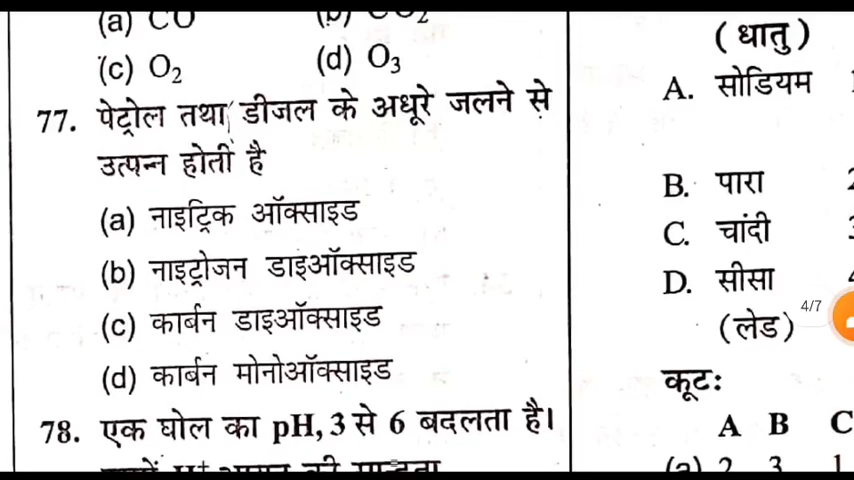 (a) CO (b) CO2
(c) O2 (d) O3
77. पेट्रोल तथा डीजल के अधूरे जलने से
उत्पन्न होती है
(a) नाइट्रिक ऑक्साइड
(b) नाइट्रोजन डाइऑक्साइड
(c) कार्बन डाइऑक्साइड
(d) कार्बन मोनोऑक्साइड
78. एक घोल का pH, 3 से 6 बदलता है।
(धातु)
A. सोडियम
B. पारा
C. चांदी
D. सीसा
(लेड)
4/7
कूटः
A B C
(a) 2 3 1